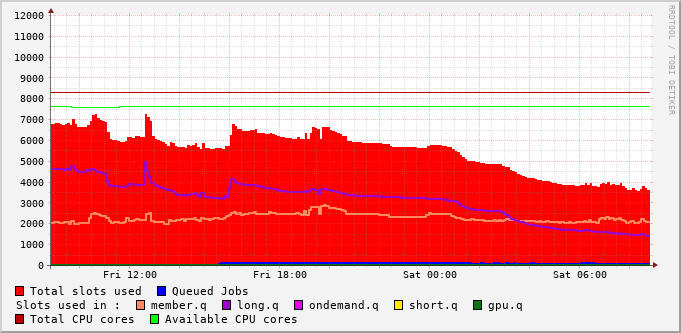 12000
11000
10000
9000
8000
7000
6000
5000
4000
3000
2000
1000
0
Fri 12:00 Fri 18:00 Sat 00:00 Sat 06:00
RRDTOOL / TOBI OETIKER
Total slots used Queued Jobs
Slots used in : member.q long.q ondemand.q short.q gpu.q
Total CPU cores Available CPU cores